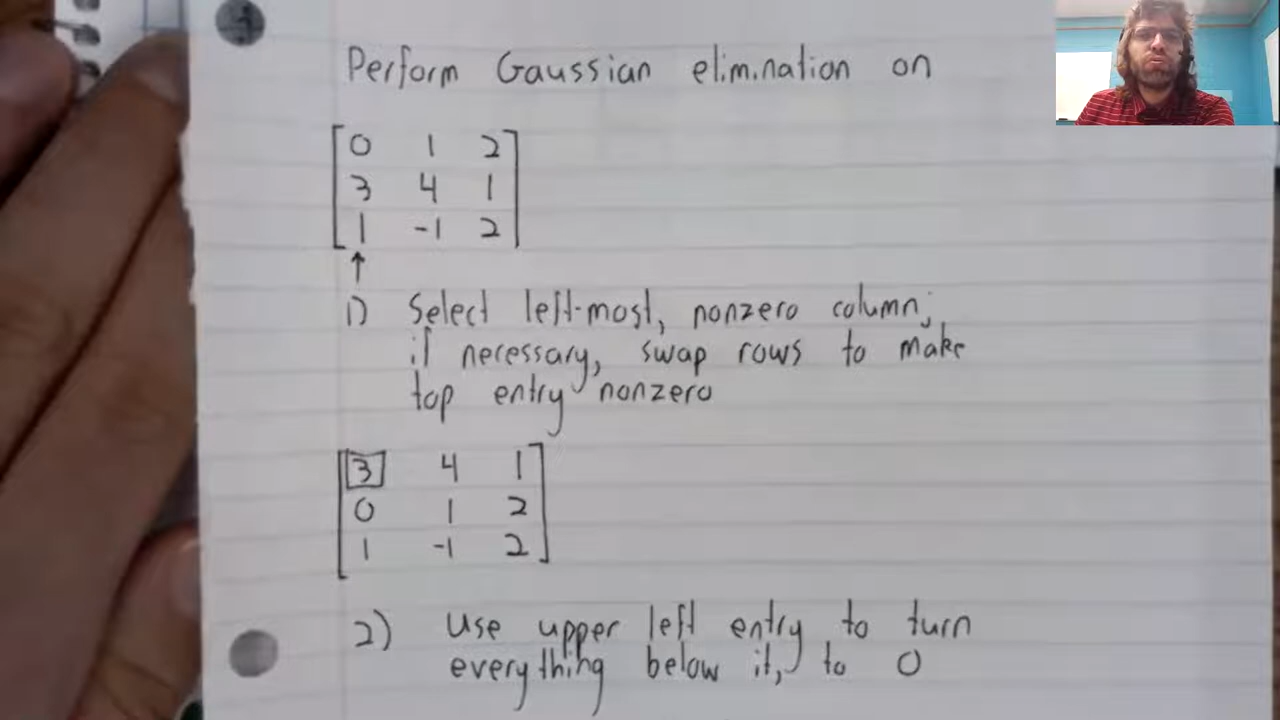 Perform Gaussian elimination on
0 1 2
3 4 1
1 -1 2
1) Select left-most, nonzero column;
if necessary, swap rows to make
top entry nonzero
3 4 1
0 1 2
1 -1 2
2) Use upper left entry to turn
everything below it, to 0